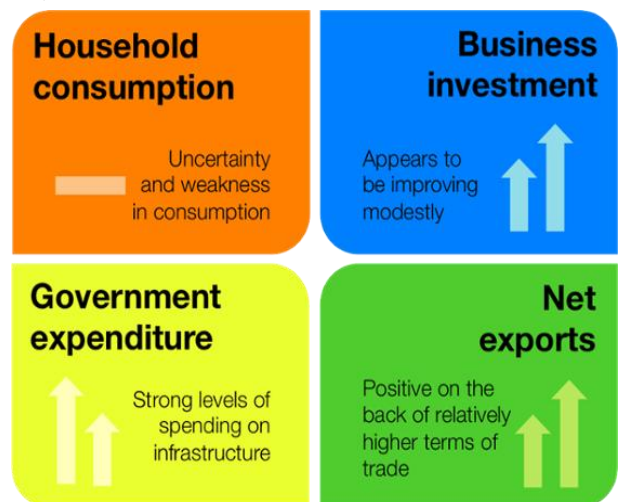 Household
consumption
Uncertainty
and weakness
in consumption
Business
investment
Appears to
be improving
modestly
Government
expenditure
Strong levels of
spending on
infrastructure
Net
exports
Positive on the
back of relatively
higher terms of
trade